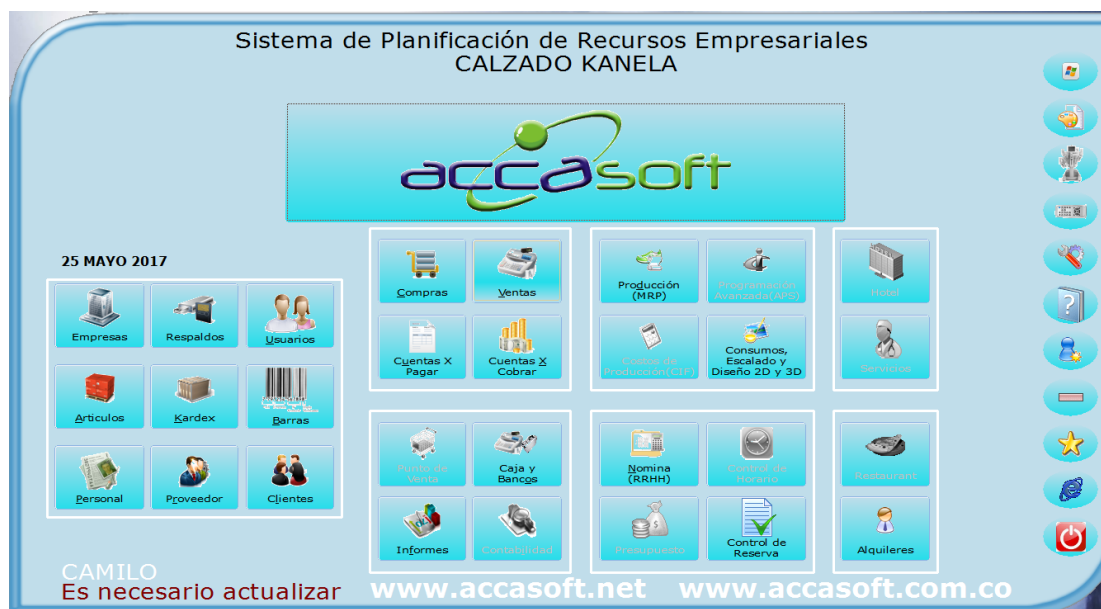 Sistema de Planificación de Recursos Empresariales
CALZADO KANELA
accasoft
25 MAYO 2017
Empresas
Respaldos
Usuarios
Articulos
Kardex
Barras
Personal
Proveedor
Clientes
Compras
Ventas
Cuentas X
Pagar
Cuentas X
Cobrar
Producción
(MRP)
Programación
Avanzada(APS)
Costos de
Producción(CIF)
Consumos,
Escalado y
Diseño 2D y 3D
Hotel
Servicios
Punto de
Venta
Caja y
Bancos
Informes
Contabilidad
Nomina
(RRHH)
Control de
Horario
Presupuesto
Control de
Reserva
Restaurant
Alquileres
CAMILO
Es necesario actualizar
www.accasoft.net www.accasoft.com.co